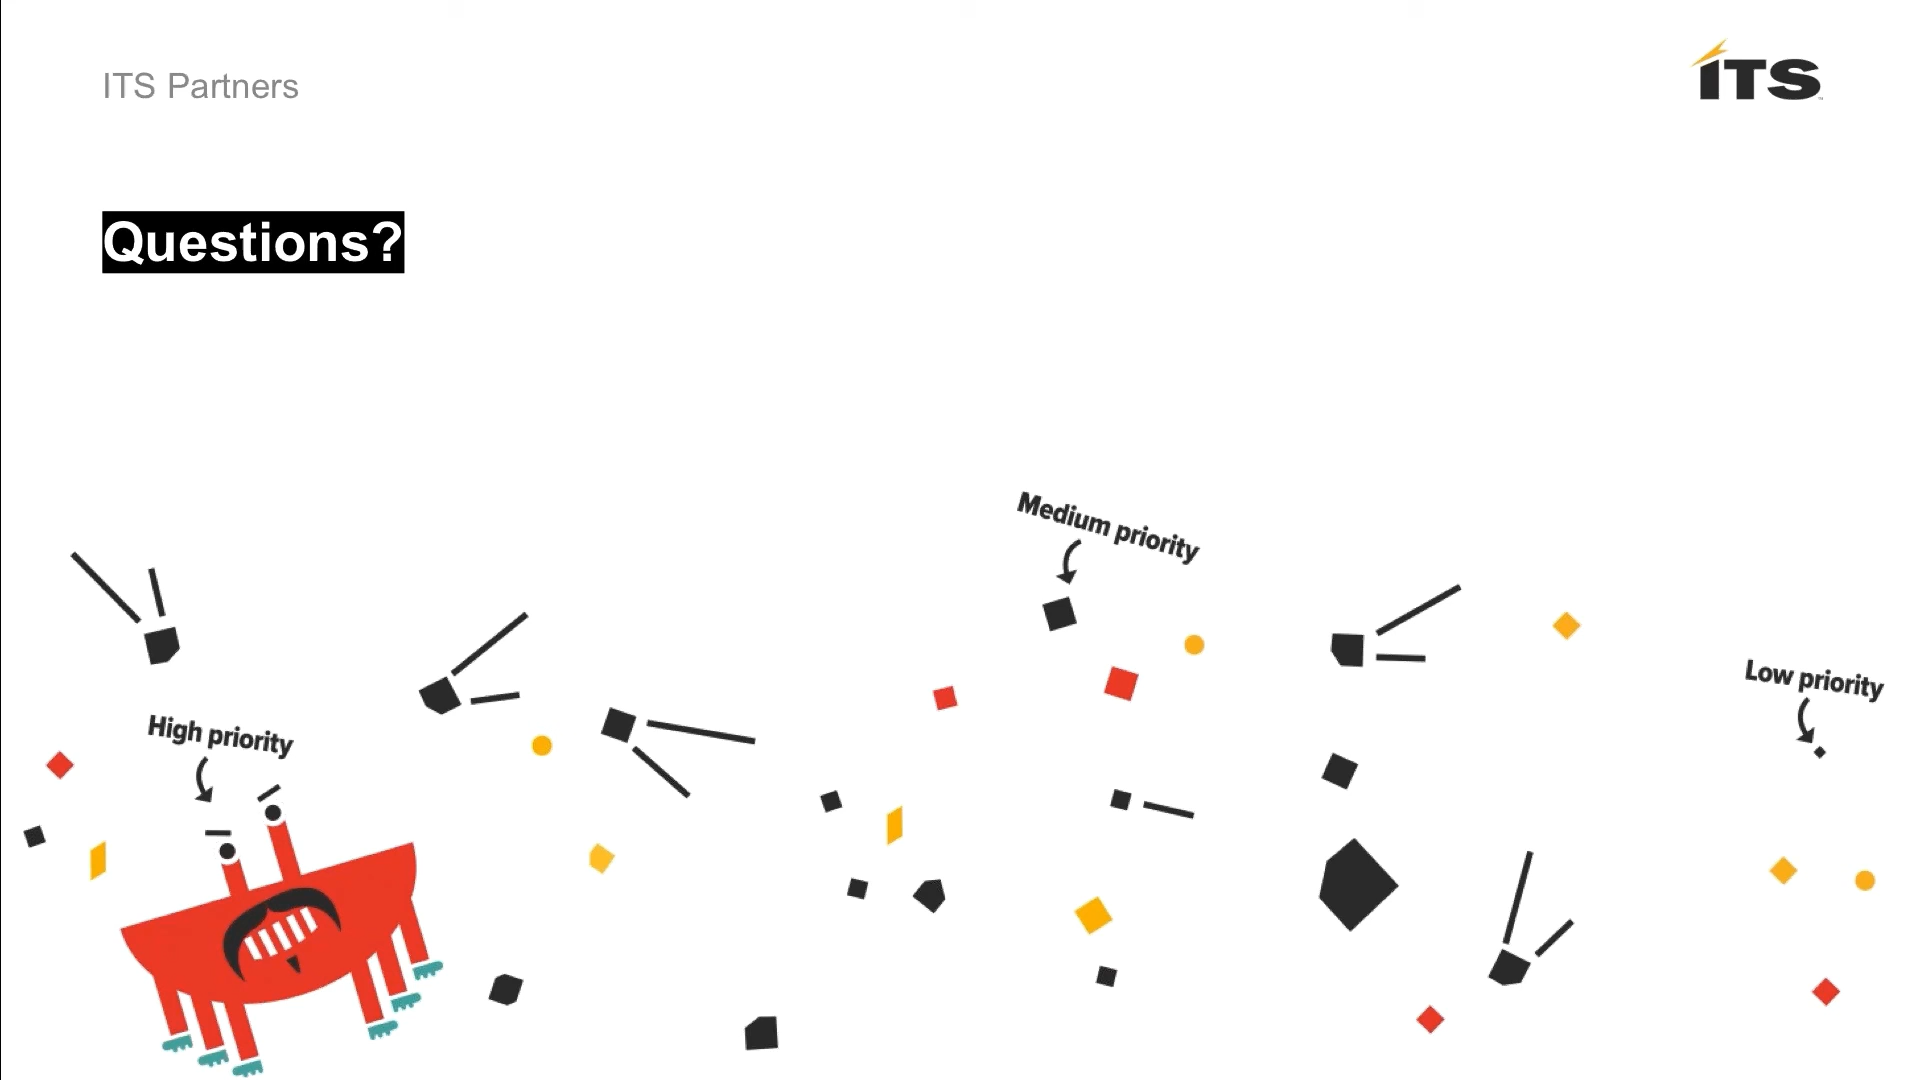 ITS Partners
ITS
Questions?
Medium priority
Low priority
High priority